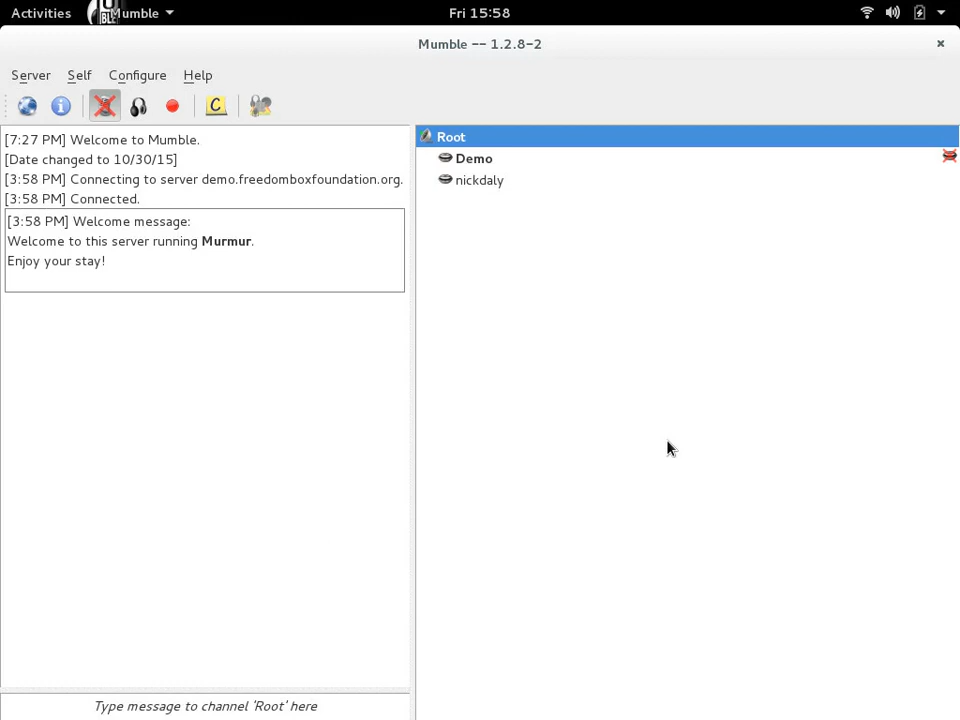 Activities Mumble Fri 15:58
Mumble -- 1.2.8-2
Server Self Configure Help
C
[7:27 PM] Welcome to Mumble.
[Date changed to 10/30/15]
[3:58 PM] Connecting to server demo.freedomboxfoundation.org.
[3:58 PM] Connected.
[3:58 PM] Welcome message:
Welcome to this server running Murmur.
Enjoy your stay!
Type message to channel 'Root' here
Root
Demo
nickdaly